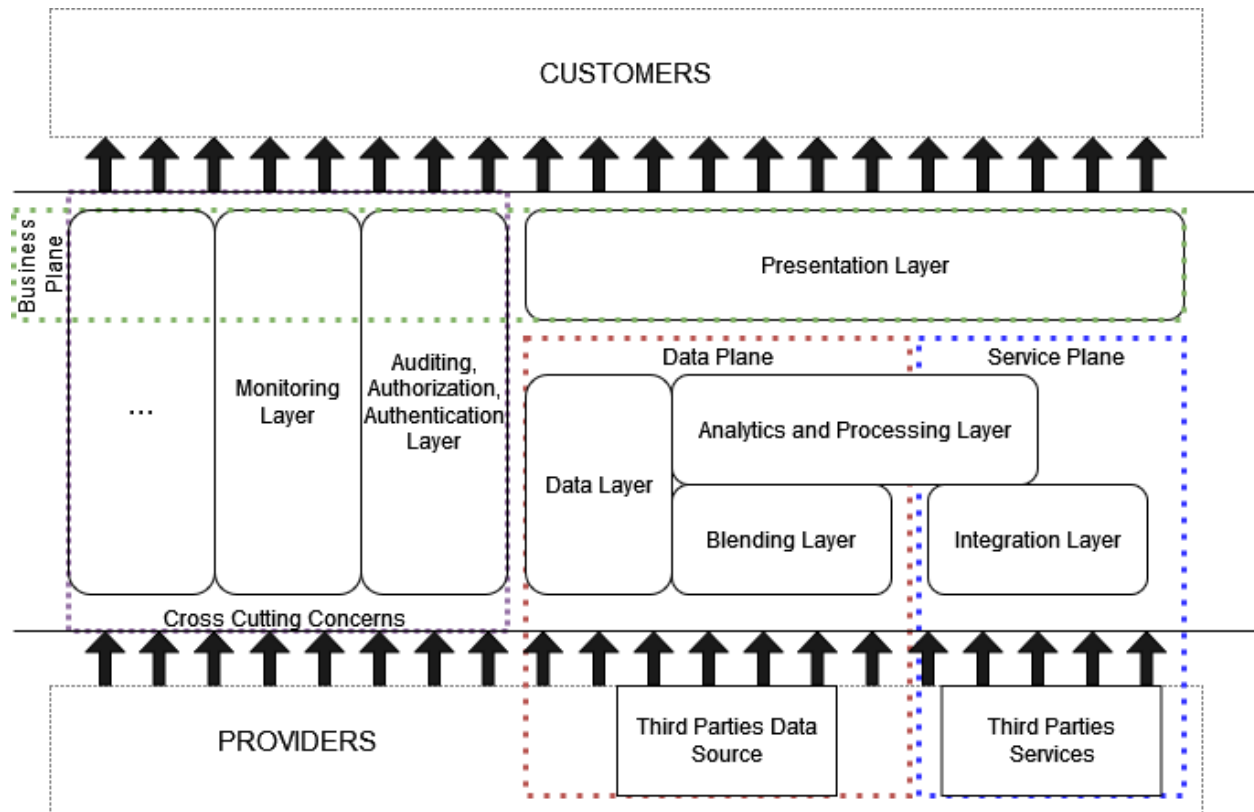 CUSTOMERS
Business
Plane
Presentation Layer
Data Plane
Service Plane
...
Monitoring
Layer
Auditing,
Authorization,
Authentication
Layer
Analytics and Processing Layer
Data Layer
Blending Layer
Integration Layer
Cross Cutting Concerns
PROVIDERS
Third Parties Data
Source
Third Parties
Services